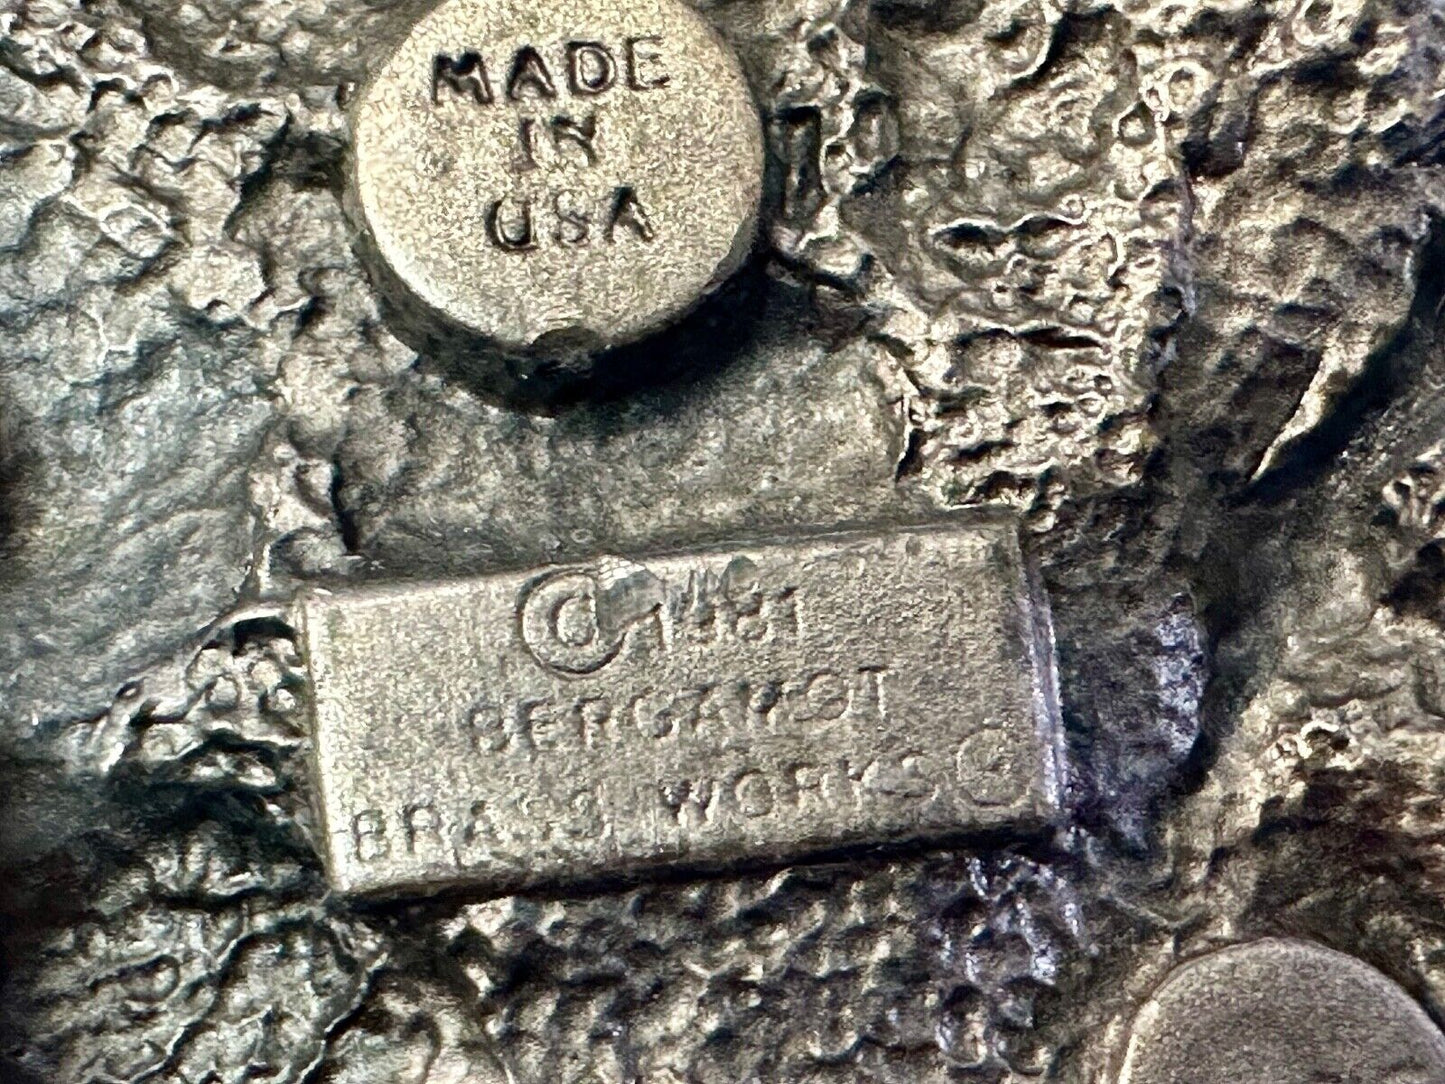 MADE
IN
USA
© 1981
BERGAMOT
BRASS WORKS